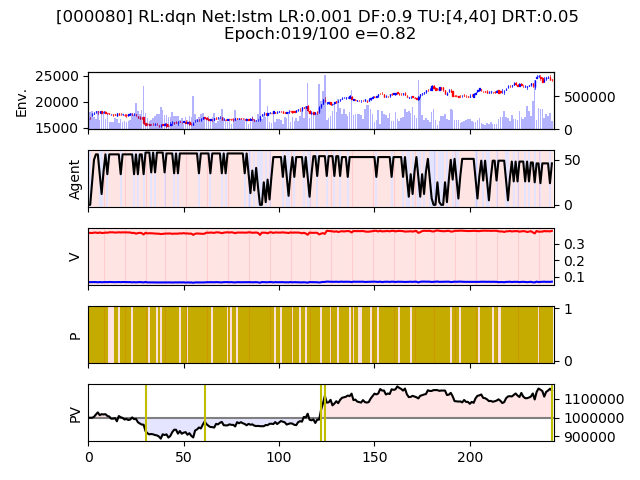 [000080] RL:dqn Net:lstm LR:0.001 DF:0.9 TU:[4,40] DRT:0.05
Epoch:019/100 e=0.82
Env.
25000
20000
15000
500000
0
Agent
50
0
V
0.3
0.2
0.1
P
1
0
PV
1100000
1000000
900000
0 50 100 150 200